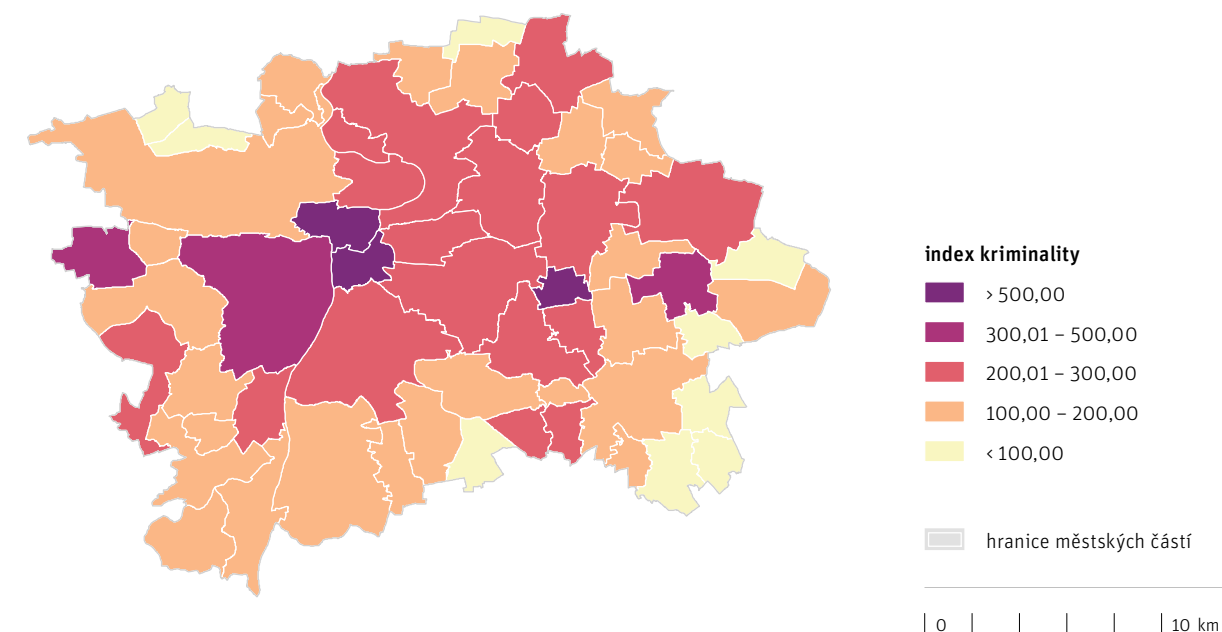 index kriminality
> 500,00
300,01 – 500,00
200,01 – 300,00
100,00 – 200,00
< 100,00
hranice městských částí
0 10 km